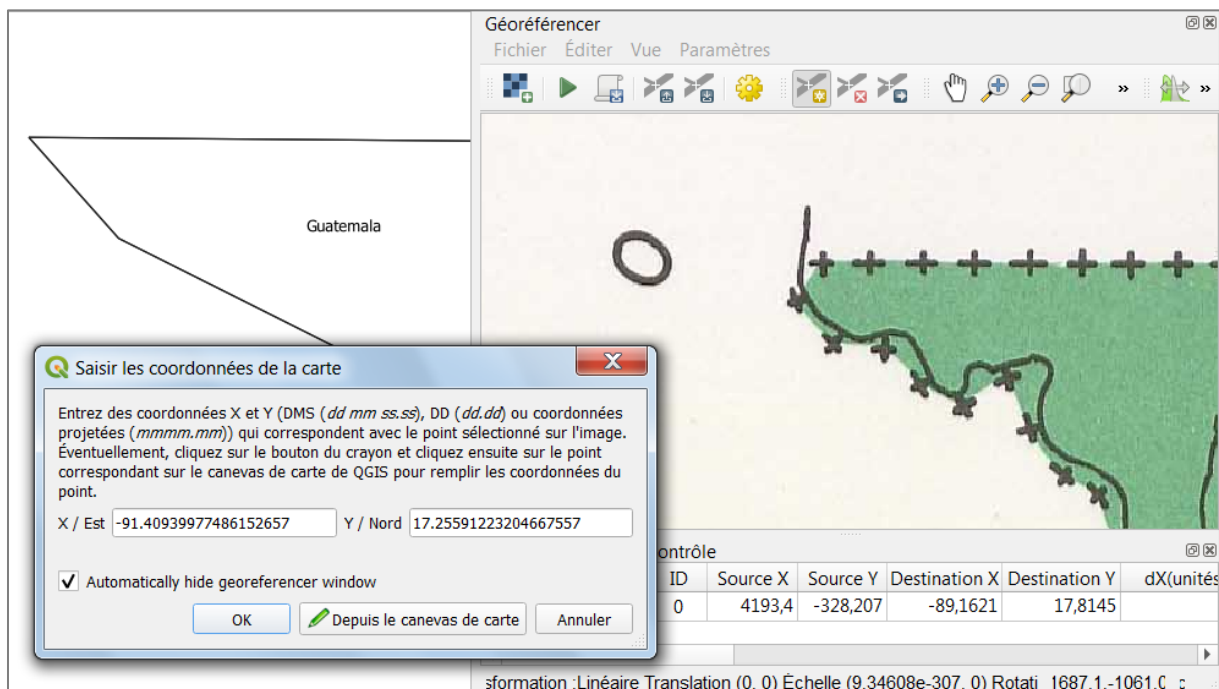 Géoréférencer
Fichier Éditer Vue Paramètres
» »
Guatemala
Saisir les coordonnées de la carte
Entrez des coordonnées X et Y (DMS (dd mm ss.ss), DD (dd.dd) ou coordonnées
projetées (mmmm.mm)) qui correspondent avec le point sélectionné sur l'image.
Éventuellement, cliquez sur le bouton du crayon et cliquez ensuite sur le point
correspondant sur le canevas de carte de QGIS pour remplir les coordonnées du
point.
X / Est -91.40939977486152657 Y / Nord 17.25591223204667557
Automatically hide georeferencer window
OK Depuis le canevas de carte Annuler
ontrôle
ID Source X Source Y Destination X Destination Y dX(unités
0 4193,4 -328,207 -89,1621 17,8145
sformation :Linéaire Translation (0, 0) Échelle (9.34608e-307, 0) Rotati 1687.1,-1061.0